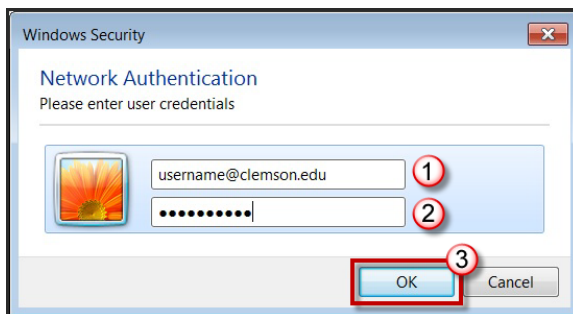 Windows Security
Network Authentication
Please enter user credentials
username@clemson.edu
1
••••••••••
2
3
OK
Cancel